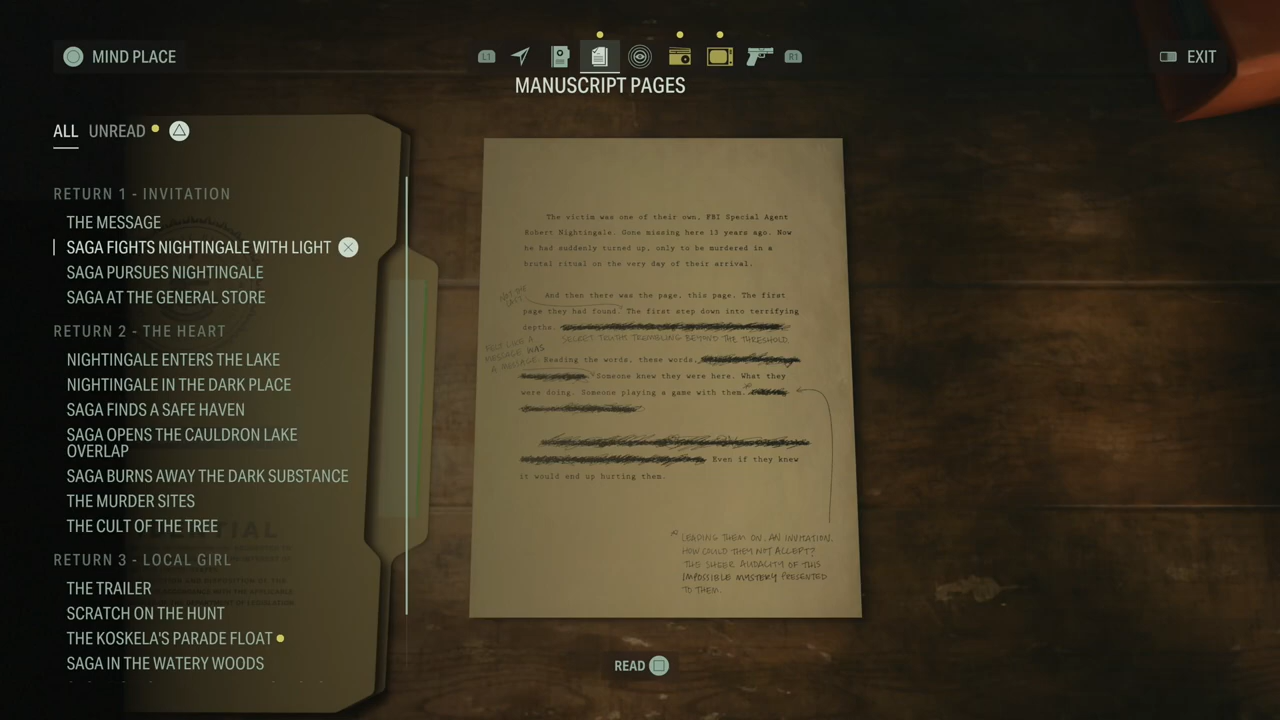 MIND PLACE
L1
R1
EXIT
MANUSCRIPT PAGES
ALL UNREAD
RETURN 1 - INVITATION
THE MESSAGE
SAGA FIGHTS NIGHTINGALE WITH LIGHT
SAGA PURSUES NIGHTINGALE
SAGA AT THE GENERAL STORE
RETURN 2 - THE HEART
NIGHTINGALE ENTERS THE LAKE
NIGHTINGALE IN THE DARK PLACE
SAGA FINDS A SAFE HAVEN
SAGA OPENS THE CAULDRON LAKE
OVERLAP
SAGA BURNS AWAY THE DARK SUBSTANCE
THE MURDER SITES
THE CULT OF THE TREE
RETURN 3 - LOCAL GIRL
THE TRAILER
SCRATCH ON THE HUNT
THE KOSKELA'S PARADE FLOAT
SAGA IN THE WATERY WOODS
The victim was one of their own, FBI Special Agent
Robert Nightingale. Gone missing here 13 years ago. Now
he had suddenly turned up, only to be murdered in a
brutal ritual on the very day of their arrival.
And then there was the page, this page. The first
page they had found. The first step down into terrifying
depths.
SECRET TRUTHS TREMBLING BEYOND THE THRESHOLD.
FELT LIKE A
MESSAGE WAS
A MESSAGE.
Reading the words, these words,
Someone knew they were here. What they
were doing. Someone playing a game with them.
Even if they knew
it would end up hurting them.
LEADING THEM ON. AN INVITATION.
HOW COULD THEY NOT ACCEPT?
THE SHEER AUDACITY OF THIS
IMPOSSIBLE MYSTERY PRESENTED
TO THEM.
READ